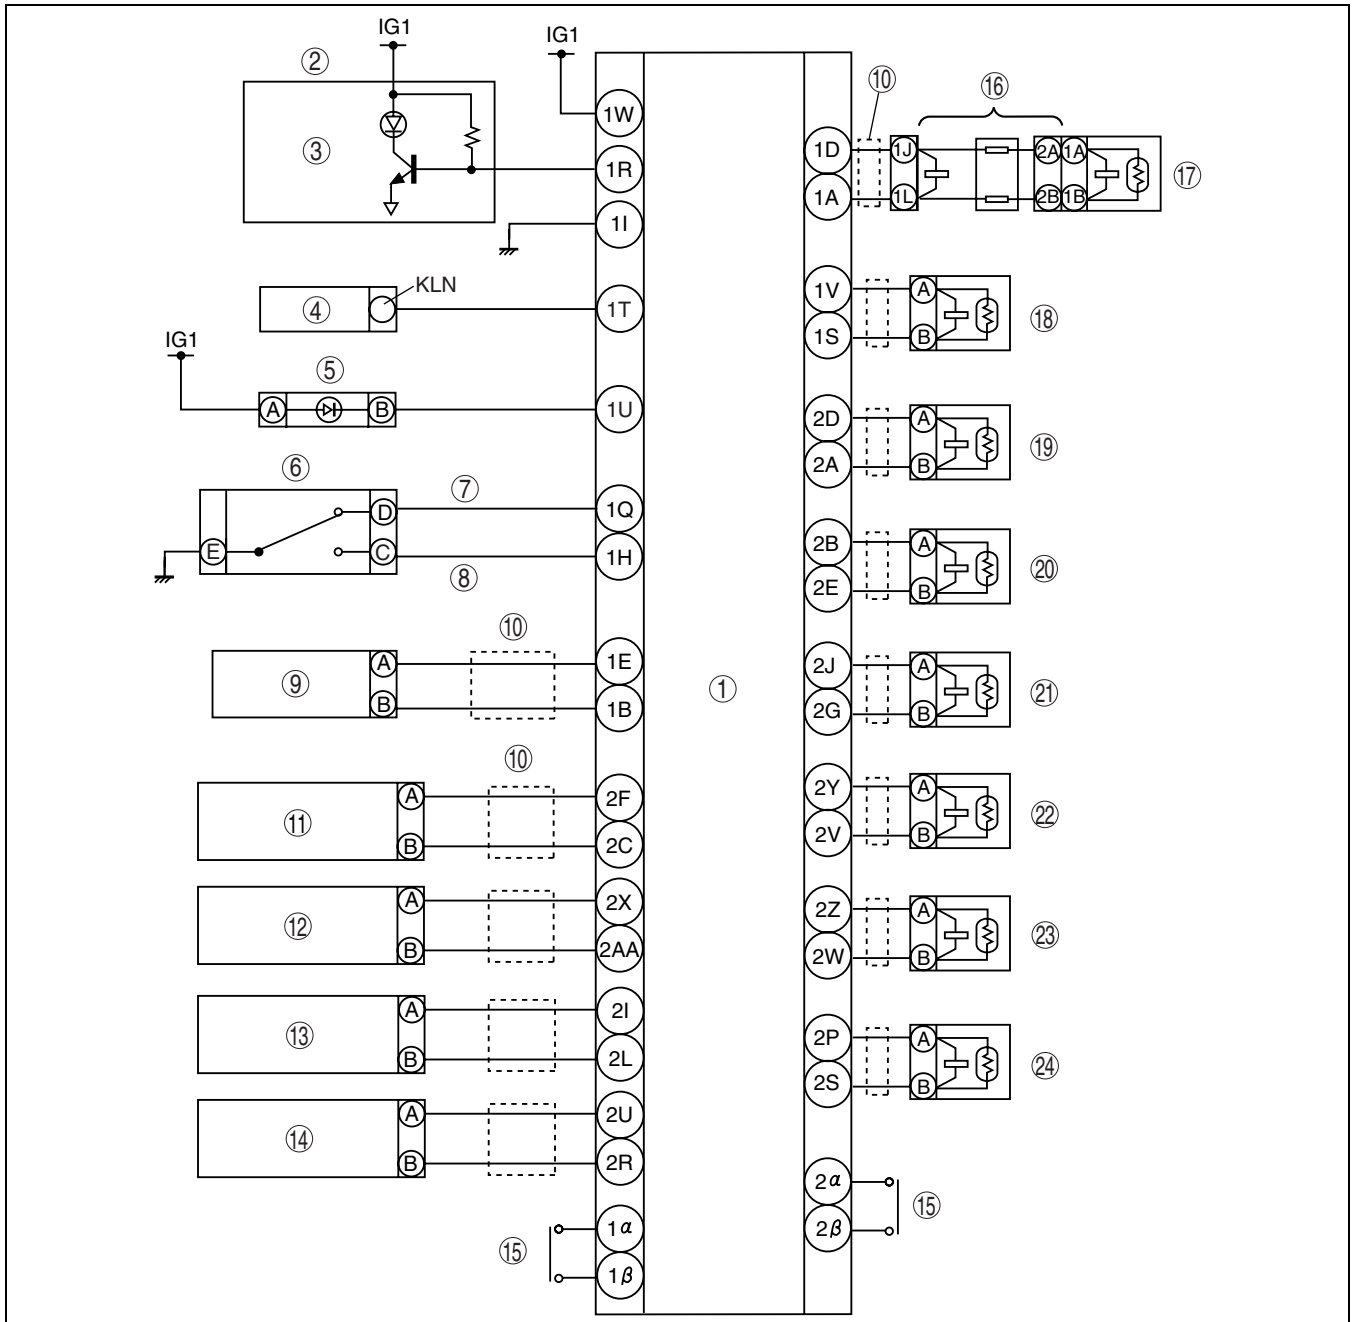 IG1
IG1
②
③
1W
1R
1I
④
KLN
1T
IG1
⑤
A
B
1U
⑥
⑦
E
D
C
⑧
1Q
1H
⑩
⑨
A
B
1E
1B
⑩
⑪
A
B
2F
2C
⑫
A
B
2X
2AA
⑬
A
B
2I
2L
⑭
A
B
2U
2R
⑮
1α
1β
①
⑩
⑯
1D
1A
1J
1L
2A
1A
2B
1B
⑰
1V
1S
A
B
⑱
2D
2A
A
B
⑲
2B
2E
A
B
⑳
2J
2G
A
B
㉑
2Y
2V
A
B
㉒
2Z
2W
A
B
㉓
2P
2S
A
B
㉔
2α
2β
⑮